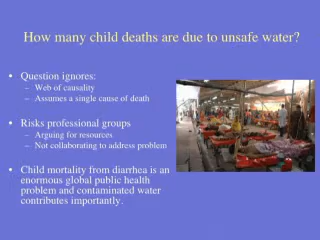 How many child deaths are due to unsafe water?
• Question ignores:
– Web of causality
– Assumes a single cause of death
• Risks professional groups
– Arguing for resources
– Not collaborating to address problem
• Child mortality from diarrhea is an
enormous global public health
problem and contaminated water
contributes importantly.